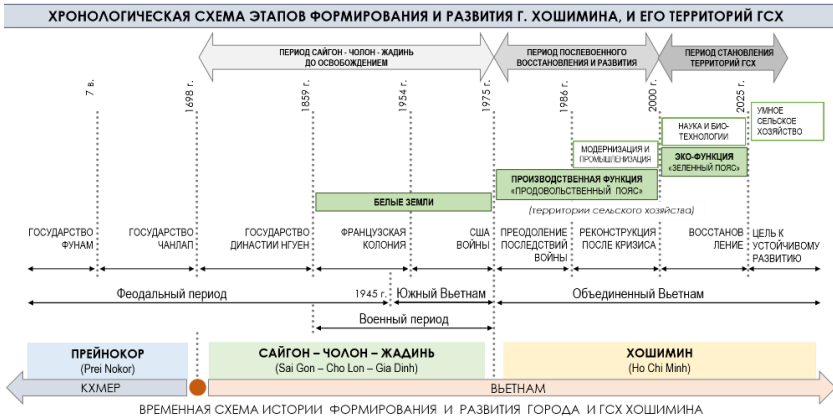 ХРОНОЛОГИЧЕСКАЯ СХЕМА ЭТАПОВ ФОРМИРОВАНИЯ И РАЗВИТИЯ Г. ХОШИМИНА, И ЕГО ТЕРРИТОРИЙ ГСХ
ПЕРИОД САЙГОН - ЧОЛОН - ЖАДИНЬ
ДО ОСВОБОЖДЕНИЕМ
ПЕРИОД ПОСЛЕВОЕННОГО
ВОССТАНОВЛЕНИЯ И РАЗВИТИЯ
ПЕРИОД СТАНОВЛЕНИЯ
ТЕРРИТОРИЙ ГСХ
7 в.
1698 г.
1859 г.
1954 г.
1975 г.
1986 г.
2000 г.
2025 г.
УМНОЕ
СЕЛЬСКОЕ
ХОЗЯЙСТВО
НАУКА И БИО-
ТЕХНОЛОГИИ
МОДЕРНИЗАЦИЯ И
ПРОМЫШЛЕНИЗАЦИЯ
ЭКО-ФУНКЦИЯ
«ЗЕЛЕННЫЙ ПОЯС»
ПРОИЗВОДСТВЕННАЯ ФУНКЦИЯ
«ПРОДОВОЛЬСТВЕННЫЙ ПОЯС»
БЕЛЫЕ ЗЕМЛИ
(территории сельского хозяйства)
ГОСУДАРСТВО
ФУНАМ
ГОСУДАРСТВО
ЧАНЛАП
ГОСУДАРСТВО
ДИНАСТИИ НГУЕН
ФРАНЦУЗСКАЯ
КОЛОНИЯ
США
ВОЙНЫ
ПРЕОДОЛЕНИЕ
ПОСЛЕДСТВИЙ
ВОЙНЫ
РЕКОНСТРУКЦИЯ
ПОСЛЕ КРИЗИСА
ВОССТАНОВ
ЛЕНИЕ
ЦЕЛЬ К
УСТОЙЧИВОМУ
РАЗВИТИЮ
Феодальный период
1945 г.
Южный Вьетнам
Объединенный Вьетнам
Военный период
ПРЕЙНОКОР
(Prei Nokor)
САЙГОН – ЧОЛОН – ЖАДИНЬ
(Sai Gon – Cho Lon – Gia Dinh)
ХОШИМИН
(Ho Chi Minh)
КХМЕР
ВЬЕТНАМ
ВРЕМЕННАЯ СХЕМА ИСТОРИИ ФОРМИРОВАНИЯ И РАЗВИТИЯ ГОРОДА И ГСХ ХОШИМИНА